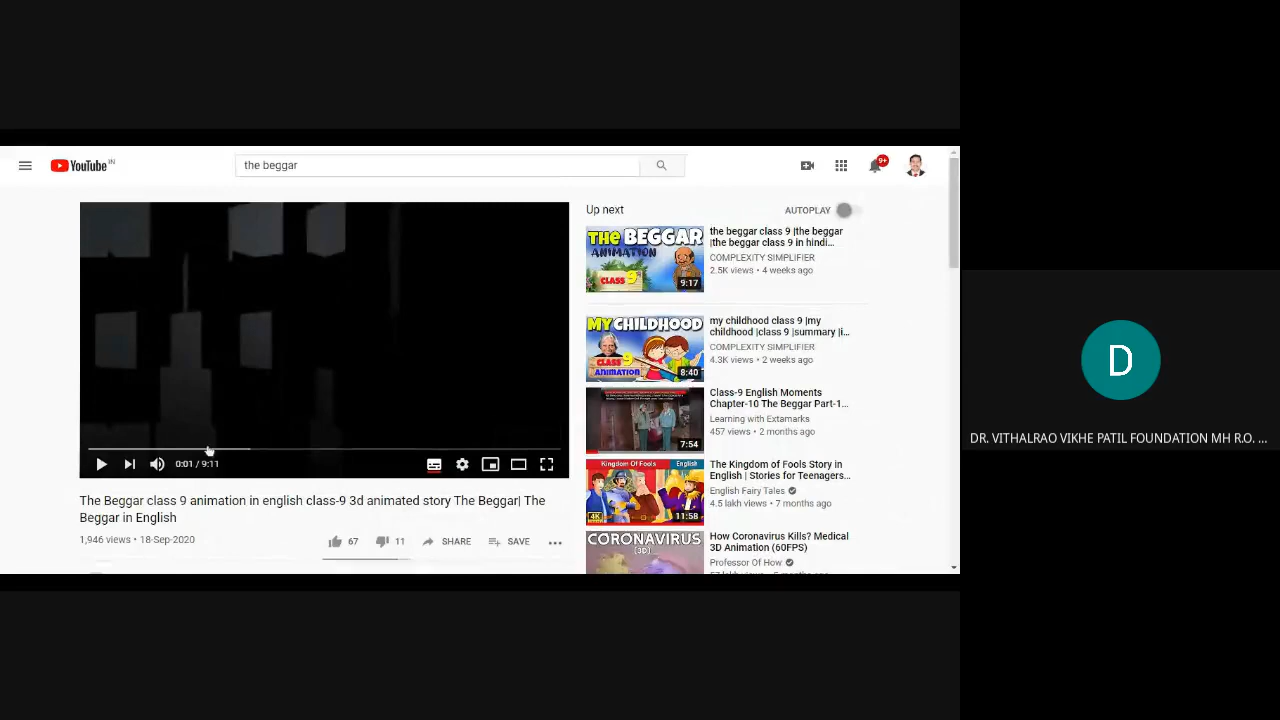 YouTube IN
the beggar
9+
Up next
AUTOPLAY
THE BEGGAR
ANIMATION
CLASS 9
9:17
the beggar class 9 |the beggar
|the beggar class 9 in hindi...
COMPLEXITY SIMPLIFIER
2.5K views • 4 weeks ago
MY CHILDHOOD
CLASS 9
ANIMATION
8:40
my childhood class 9 |my
childhood |class 9 |summary |i...
COMPLEXITY SIMPLIFIER
4.3K views • 2 weeks ago
7:54
Class-9 English Moments
Chapter-10 The Beggar Part-1...
Learning with Extamarks
457 views • 2 months ago
Kingdom Of Fools English
4K
11:58
The Kingdom of Fools Story in
English | Stories for Teenagers...
English Fairy Tales
4.5 lakh views • 7 months ago
CORONAVIRUS
(3D)
How Coronavirus Kills? Medical
3D Animation (60FPS)
Professor Of How
0:01 / 9:11
The Beggar class 9 animation in english class-9 3d animated story The Beggar| The
Beggar in English
1,946 views • 18-Sep-2020
67
11
SHARE
SAVE
D
DR. VITHALRAO VIKHE PATIL FOUNDATION MH R.O. ...